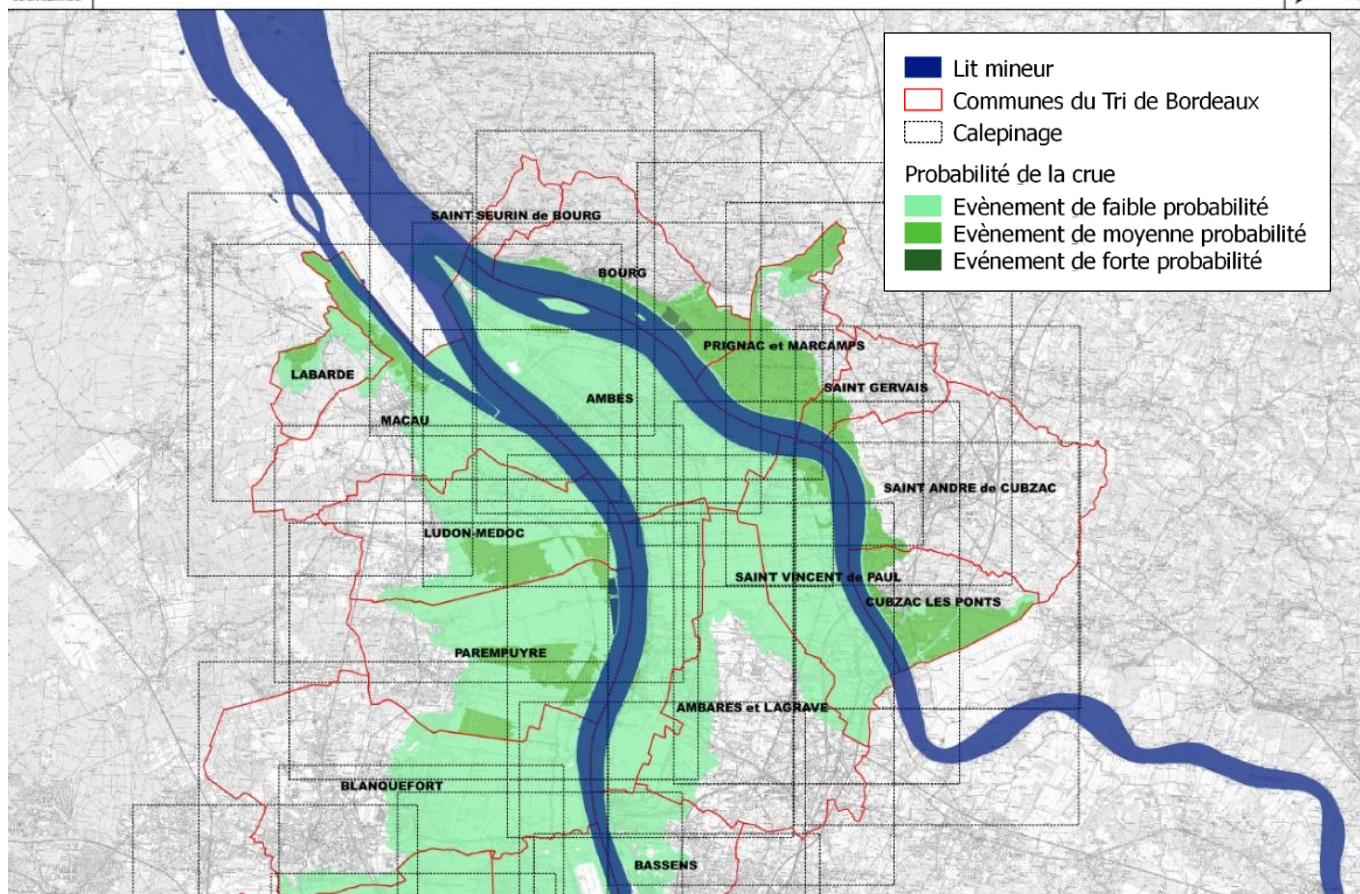 Lit mineur
Communes du Tri de Bordeaux
Calepinage
Probabilité de la crue
Evènement de faible probabilité
Evènement de moyenne probabilité
Evénement de forte probabilité
SAINT SEURIN de BOURG
BOURG
PRIGNAC et MARCAMPS
LABARDE
SAINT GERVAIS
AMBES
MACAU
SAINT ANDRE de CUBZAC
LUDON-MEDOC
SAINT VINCENT de PAUL
CUBZAC LES PONTS
PAREMPUYRE
AMBARES et LAGRAVE
BLANQUEFORT
BASSENS